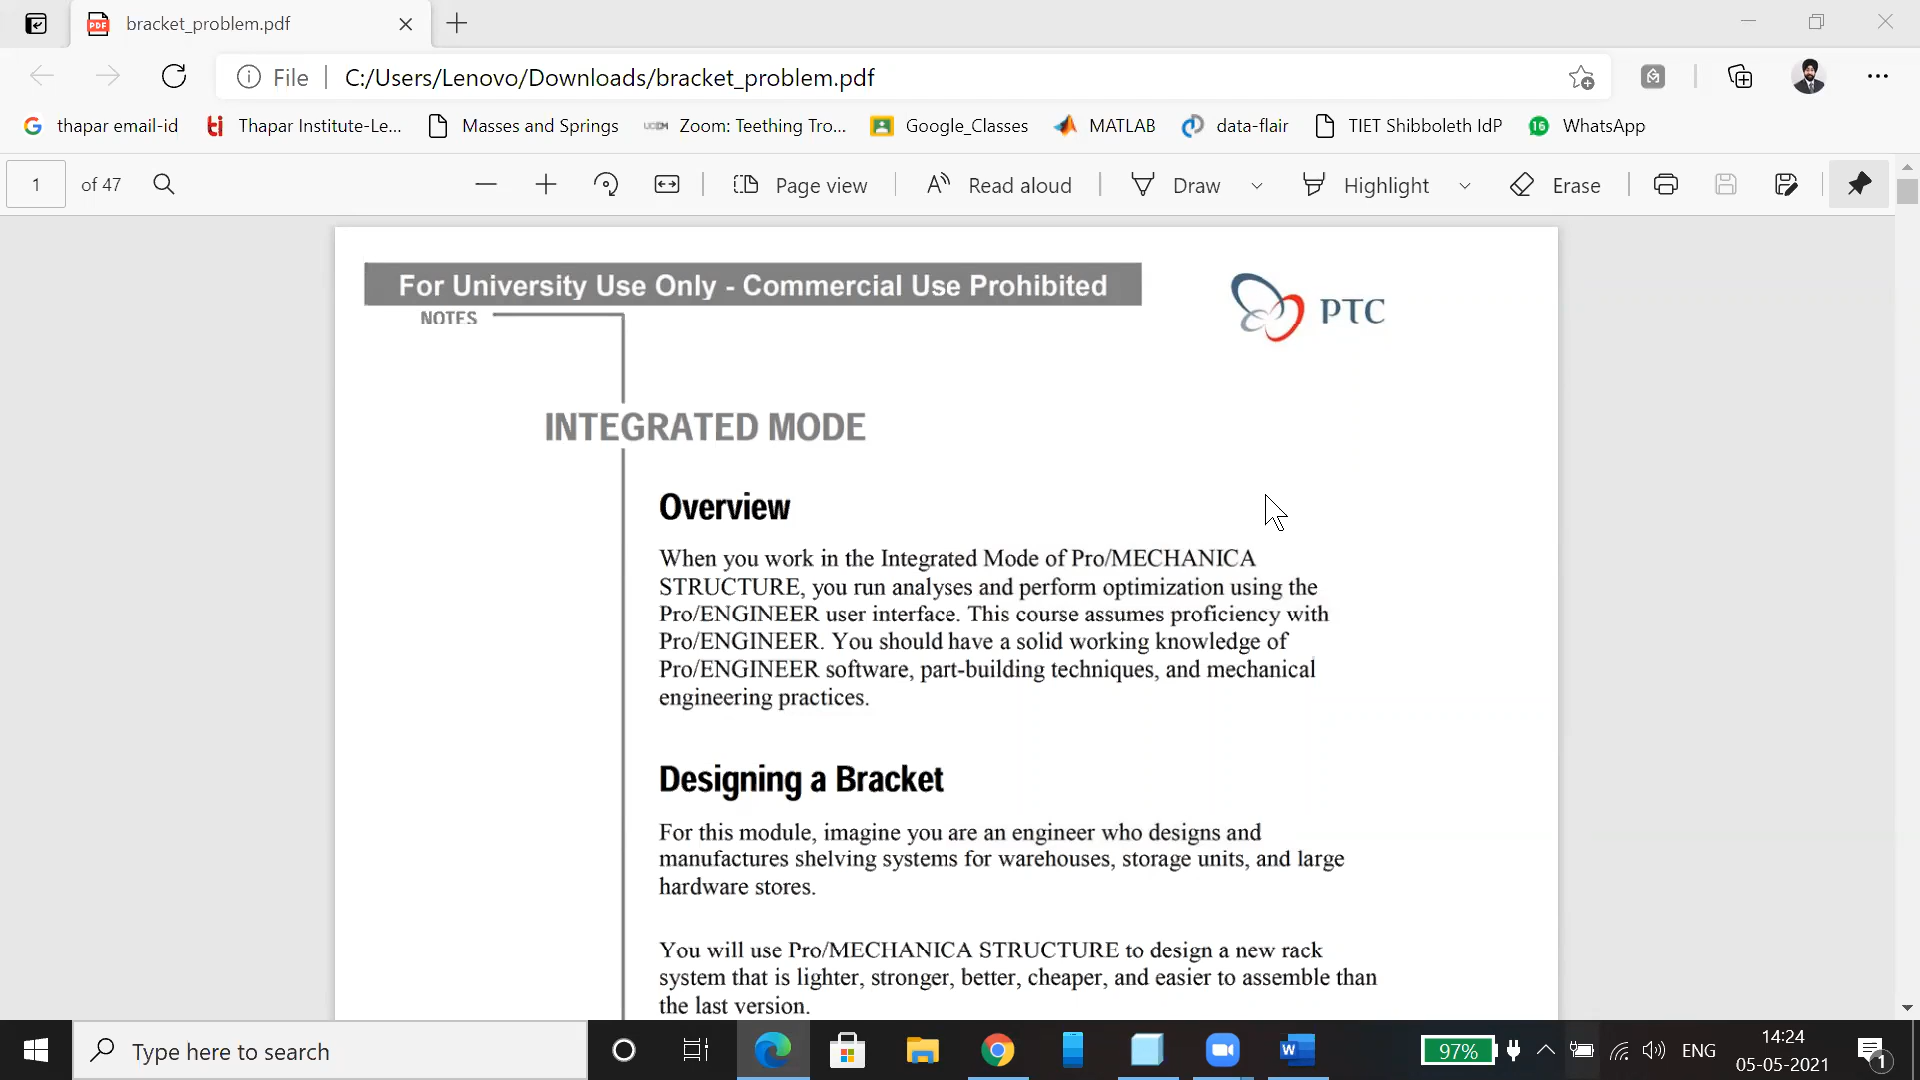 bracket_problem.pdf
File C:/Users/Lenovo/Downloads/bracket_problem.pdf
thapar email-id Thapar Institute-Le... Masses and Springs Zoom: Teething Tro... Google_Classes MATLAB data-flair TIET Shibboleth IdP 16 WhatsApp
1 of 47 Page view Read aloud Draw Highlight Erase
For University Use Only - Commercial Use Prohibited
PTC
NOTES
INTEGRATED MODE
Overview
When you work in the Integrated Mode of Pro/MECHANICA
STRUCTURE, you run analyses and perform optimization using the
Pro/ENGINEER user interface. This course assumes proficiency with
Pro/ENGINEER. You should have a solid working knowledge of
Pro/ENGINEER software, part-building techniques, and mechanical
engineering practices.
Designing a Bracket
For this module, imagine you are an engineer who designs and
manufactures shelving systems for warehouses, storage units, and large
hardware stores.
You will use Pro/MECHANICA STRUCTURE to design a new rack
system that is lighter, stronger, better, cheaper, and easier to assemble than
the last version.
Type here to search 97% ENG 14:24
05-05-2021 1